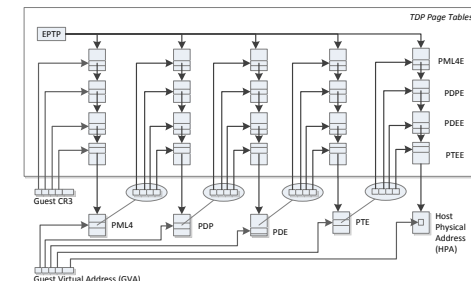 TDP Page Tables
EPTP
PML4E
PDPE
PDEE
PTEE
Guest CR3
PML4
PDP
PDE
PTE
Host
Physical
Address
(HPA)
Guest Virtual Address (GVA)